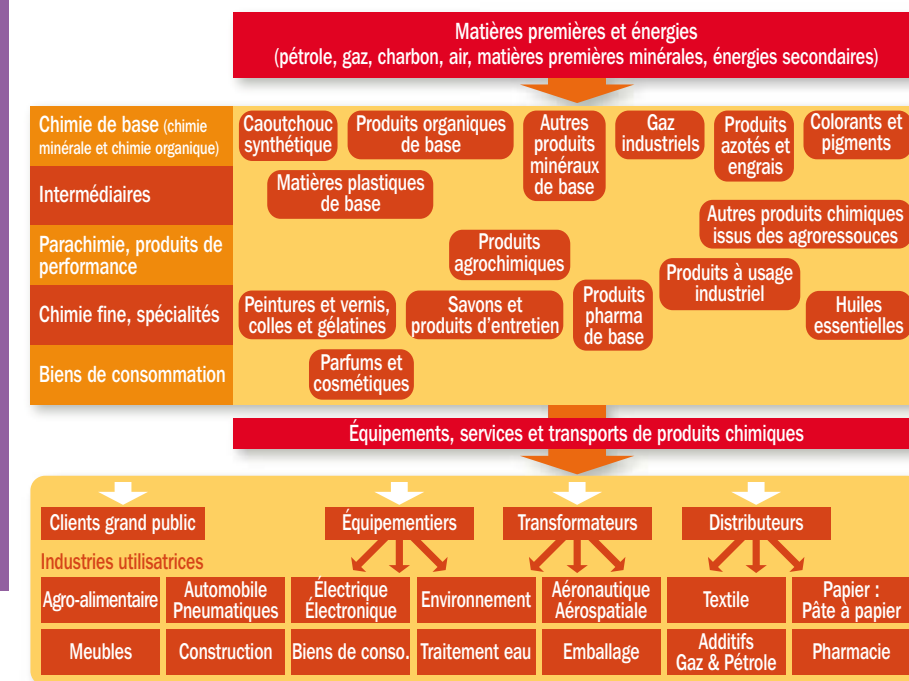 Matières premières et énergies
(pétrole, gaz, charbon, air, matières premières minérales, énergies secondaires)
Chimie de base (chimie
minérale et chimie organique)
Caoutchouc
synthétique
Produits organiques
de base
Autres
produits
minéraux
de base
Gaz
industriels
Produits
azotés et
engrais
Colorants et
pigments
Intermédiaires
Matières plastiques
de base
Autres produits chimiques
issus des agroressouces
Parachimie, produits de
performance
Produits
agrochimiques
Produits à usage
industriel
Chimie fine, spécialités
Peintures et vernis,
colles et gélatines
Savons et
produits d'entretien
Produits
pharma
de base
Huiles
essentielles
Biens de consommation
Parfums et
cosmétiques
Équipements, services et transports de produits chimiques
Clients grand public
Équipementiers
Transformateurs
Distributeurs
Industries utilisatrices
Agro-alimentaire
Automobile
Pneumatiques
Électrique
Électronique
Environnement
Aéronautique
Aérospatiale
Textile
Papier :
Pâte à papier
Meubles
Construction
Biens de conso.
Traitement eau
Emballage
Additifs
Gaz & Pétrole
Pharmacie